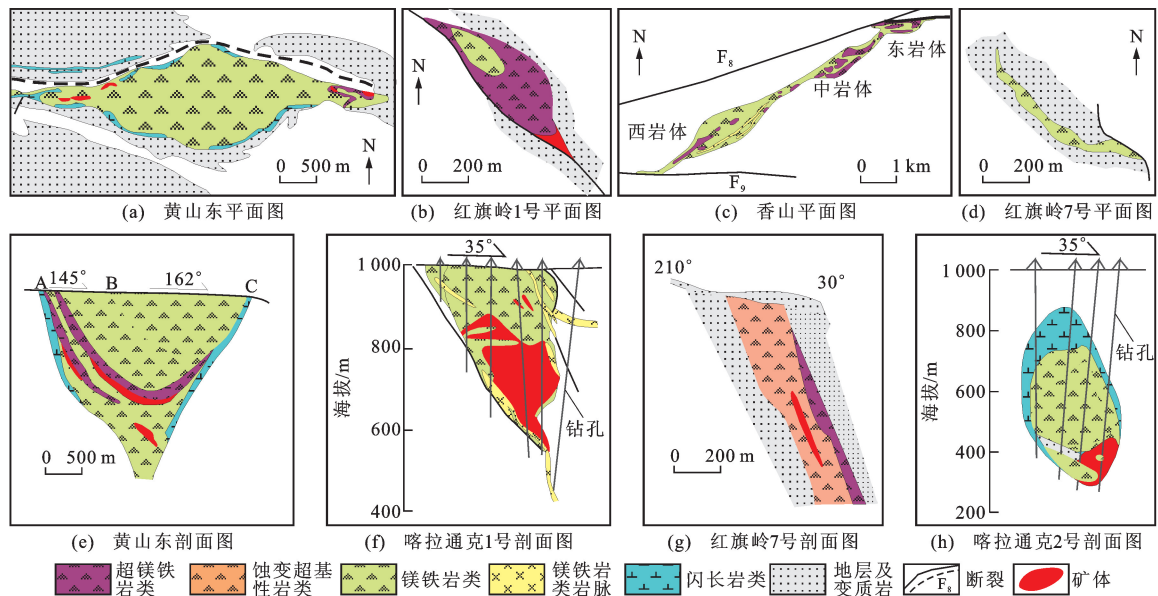 0 500 m
N
(a) 黄山东平面图
N
0 200 m
(b) 红旗岭1号平面图
N
F8
东岩体
中岩体
西岩体
0 1 km
F9
(c) 香山平面图
N
0 200 m
(d) 红旗岭7号平面图
A 145° B 162° C
0 500 m
(e) 黄山东剖面图
35°
1 000
800
600
400
海拔/m
钻孔
(f) 喀拉通克1号剖面图
210°
30°
0 200 m
(g) 红旗岭7号剖面图
35°
1 000
800
600
400
200
海拔/m
钻孔
(h) 喀拉通克2号剖面图
超镁铁
岩类
蚀变超基
性岩类
镁铁岩类
镁铁岩
类岩脉
闪长岩类
地层及
变质岩
F8
断裂
矿体